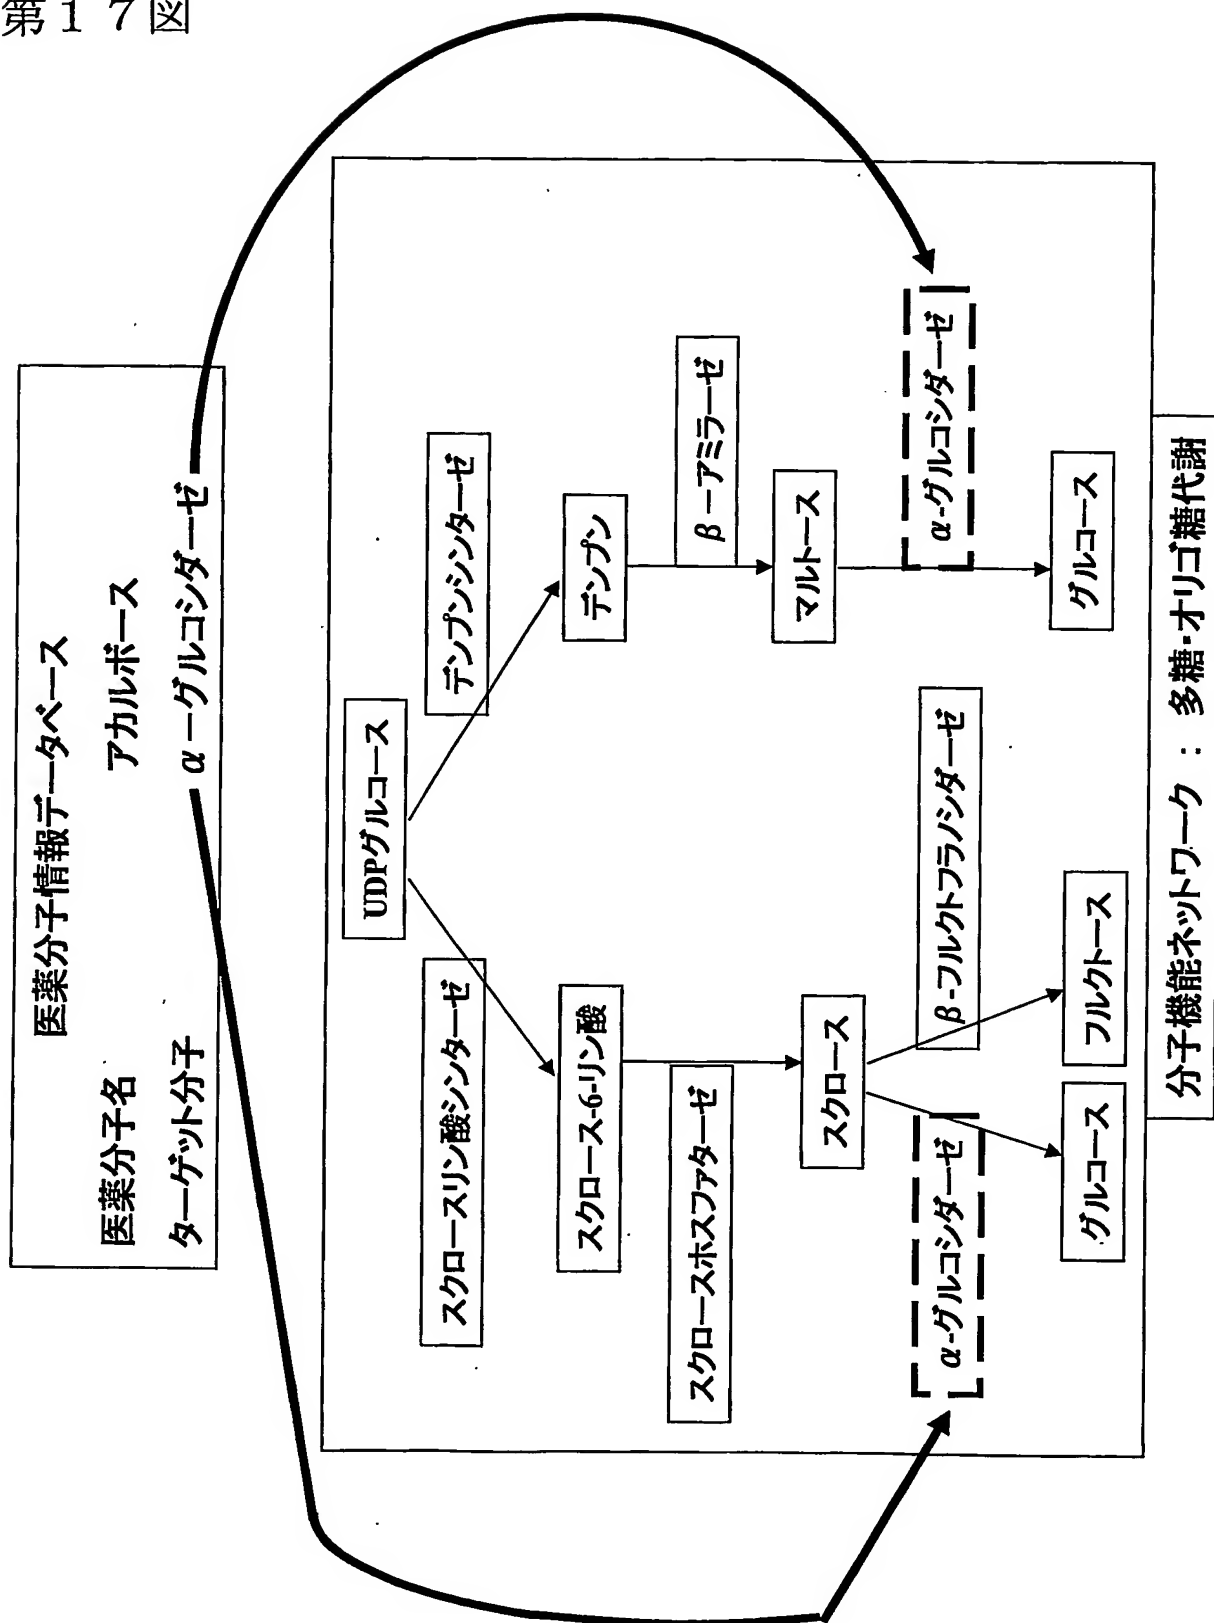 第１７図
医薬分子情報データベース
医薬分子名　アカルボース
ターゲット分子　α－グルコシダーゼ
UDPグルコース
スクロースリン酸シンターゼ
デンプンシンターゼ
スクロース-6-リン酸
デンプン
スクロースホスファターゼ
β－アミラーゼ
スクロース
マルトース
α-グルコシダーゼ
β-フルクトフラノシダーゼ
α-グルコシダーゼ
グルコース
フルクトース
グルコース
分子機能ネットワーク ： 多糖・オリゴ糖代謝